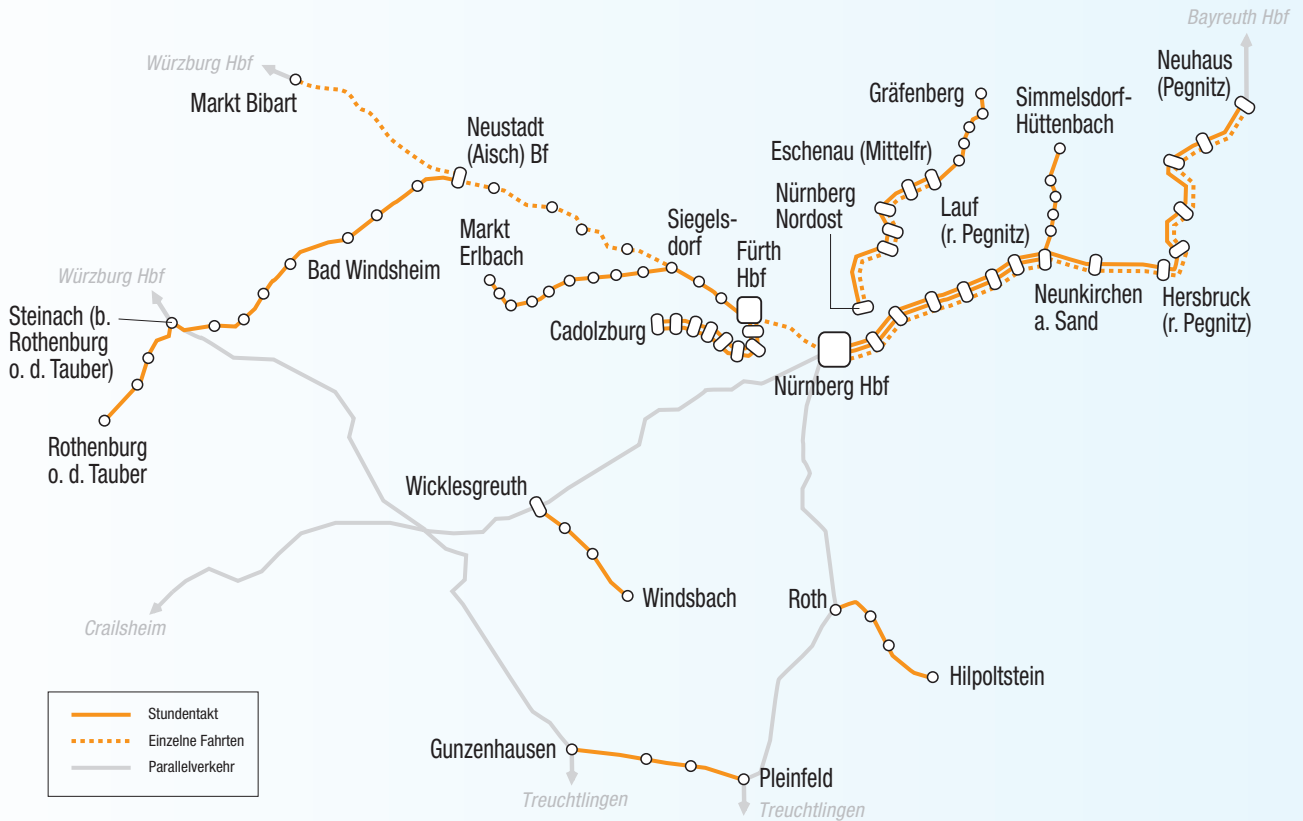 Bayreuth Hbf
Würzburg Hbf
Markt Bibart
Neuhaus
(Pegnitz)
Gräfenberg
Simmelsdorf-
Hüttenbach
Neustadt
(Aisch) Bf
Eschenau (Mittelfr)
Nürnberg
Nordost
Lauf
(r. Pegnitz)
Siegels-
dorf
Markt
Erlbach
Fürth
Hbf
Bad Windsheim
Würzburg Hbf
Steinach (b.
Rothenburg
o. d. Tauber)
Cadolzburg
Neunkirchen
a. Sand
Hersbruck
(r. Pegnitz)
Nürnberg Hbf
Rothenburg
o. d. Tauber
Wicklesgreuth
Windsbach
Roth
Crailsheim
Hilpoltstein
Stundentakt
Einzelne Fahrten
Parallelverkehr
Gunzenhausen
Pleinfeld
Treuchtlingen
Treuchtlingen